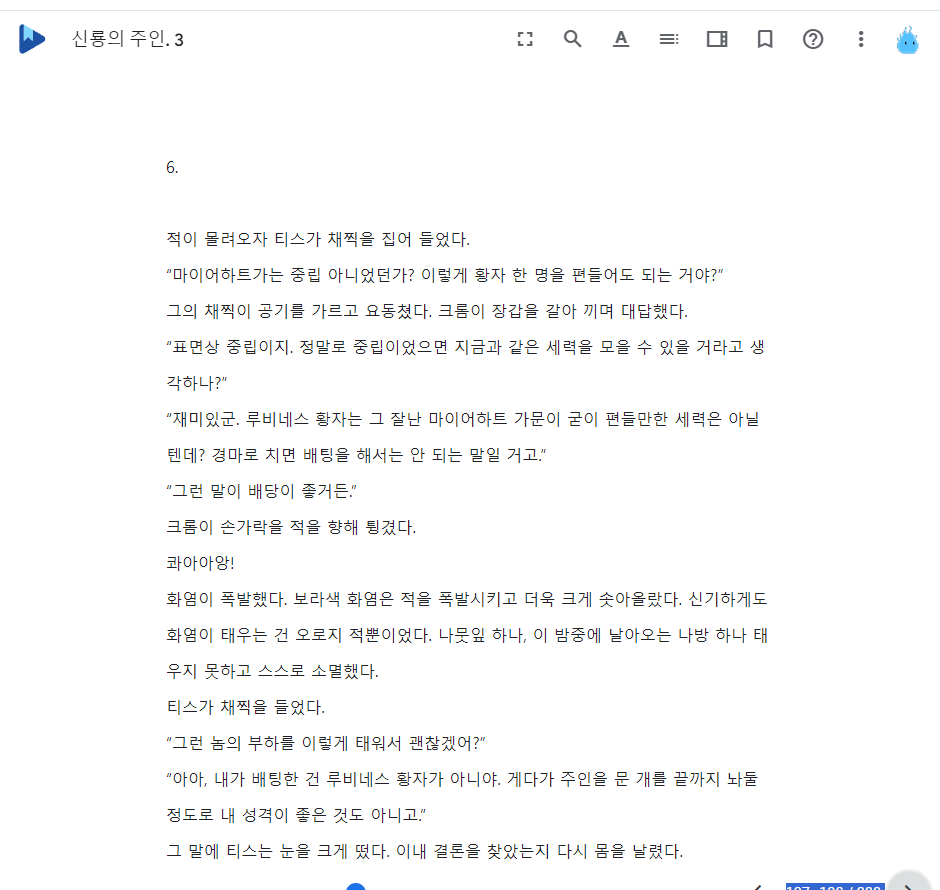 신룡의 주인. 3
6.
적이 몰려오자 티스가 채찍을 집어 들었다.
“마이어하트가는 중립 아니었던가? 이렇게 황자 한 명을 편들어도 되는 거야?”
그의 채찍이 공기를 가르고 요동쳤다. 크롬이 장갑을 갈아 끼며 대답했다.
“표면상 중립이지. 정말로 중립이었으면 지금과 같은 세력을 모을 수 있을 거라고 생
각하나?”
“재미있군. 루비네스 황자는 그 잘난 마이어하트 가문이 굳이 편들만한 세력은 아닐
텐데? 경마로 치면 배팅을 해서는 안 되는 말일 거고.”
“그런 말이 배당이 좋거든.”
크롬이 손가락을 적을 향해 튕겼다.
콰아아앙!
화염이 폭발했다. 보라색 화염은 적을 폭발시키고 더욱 크게 솟아올랐다. 신기하게도
화염이 태우는 건 오로지 적뿐이었다. 나뭇잎 하나, 이 밤중에 날아오는 나방 하나 태
우지 못하고 스스로 소멸했다.
티스가 채찍을 들었다.
“그런 놈의 부하를 이렇게 태워서 괜찮겠어?”
“아아, 내가 배팅한 건 루비네스 황자가 아니야. 게다가 주인을 문 개를 끝까지 놔둘
정도로 내 성격이 좋은 것도 아니고.”
그 말에 티스는 눈을 크게 떴다. 이내 결론을 찾았는지 다시 몸을 날렸다.